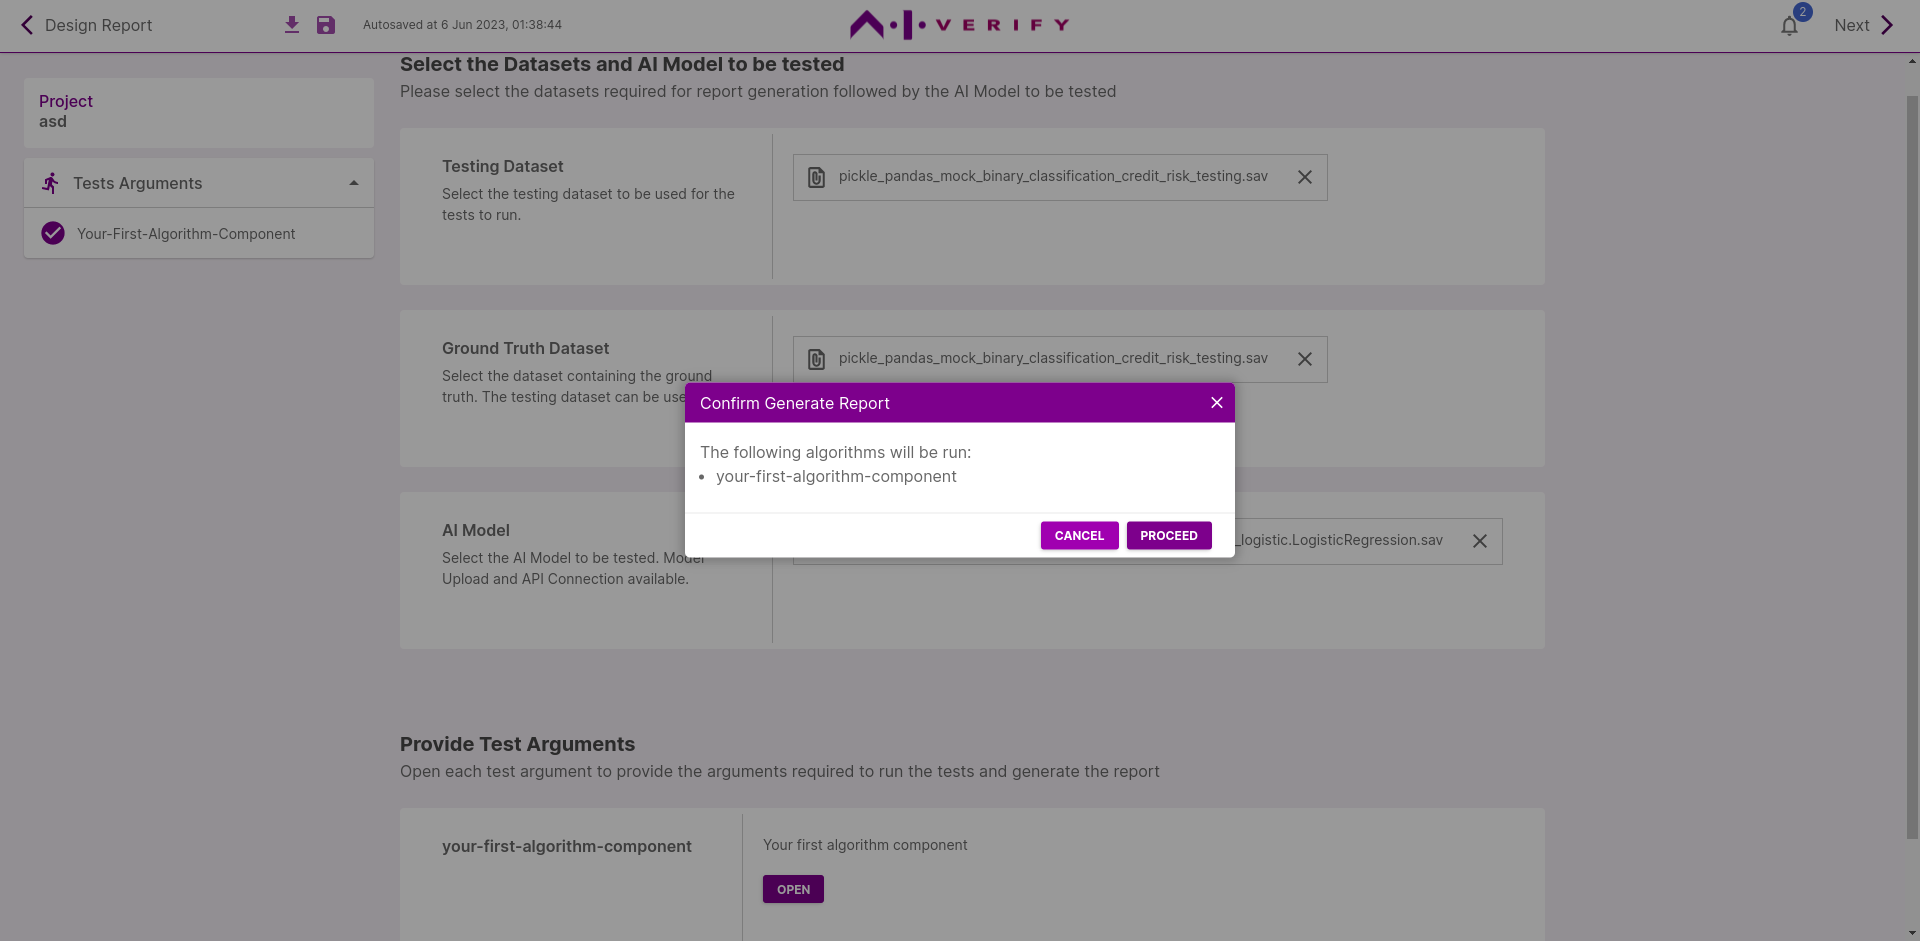 Design Report
Autosaved at 6 Jun 2023, 01:38:44
VERIFY
2
Next
Project
asd
Tests Arguments
Your-First-Algorithm-Component
Select the Datasets and AI Model to be tested
Please select the datasets required for report generation followed by the AI Model to be tested
Testing Dataset
Select the testing dataset to be used for the
tests to run.
pickle_pandas_mock_binary_classification_credit_risk_testing.sav
Ground Truth Dataset
Select the dataset containing the ground
truth. The testing dataset can be use
pickle_pandas_mock_binary_classification_credit_risk_testing.sav
Confirm Generate Report
The following algorithms will be run:
• your-first-algorithm-component
CANCEL
PROCEED
AI Model
Select the AI Model to be tested. Model
Upload and API Connection available.
_logistic.LogisticRegression.sav
Provide Test Arguments
Open each test argument to provide the arguments required to run the tests and generate the report
your-first-algorithm-component
Your first algorithm component
OPEN